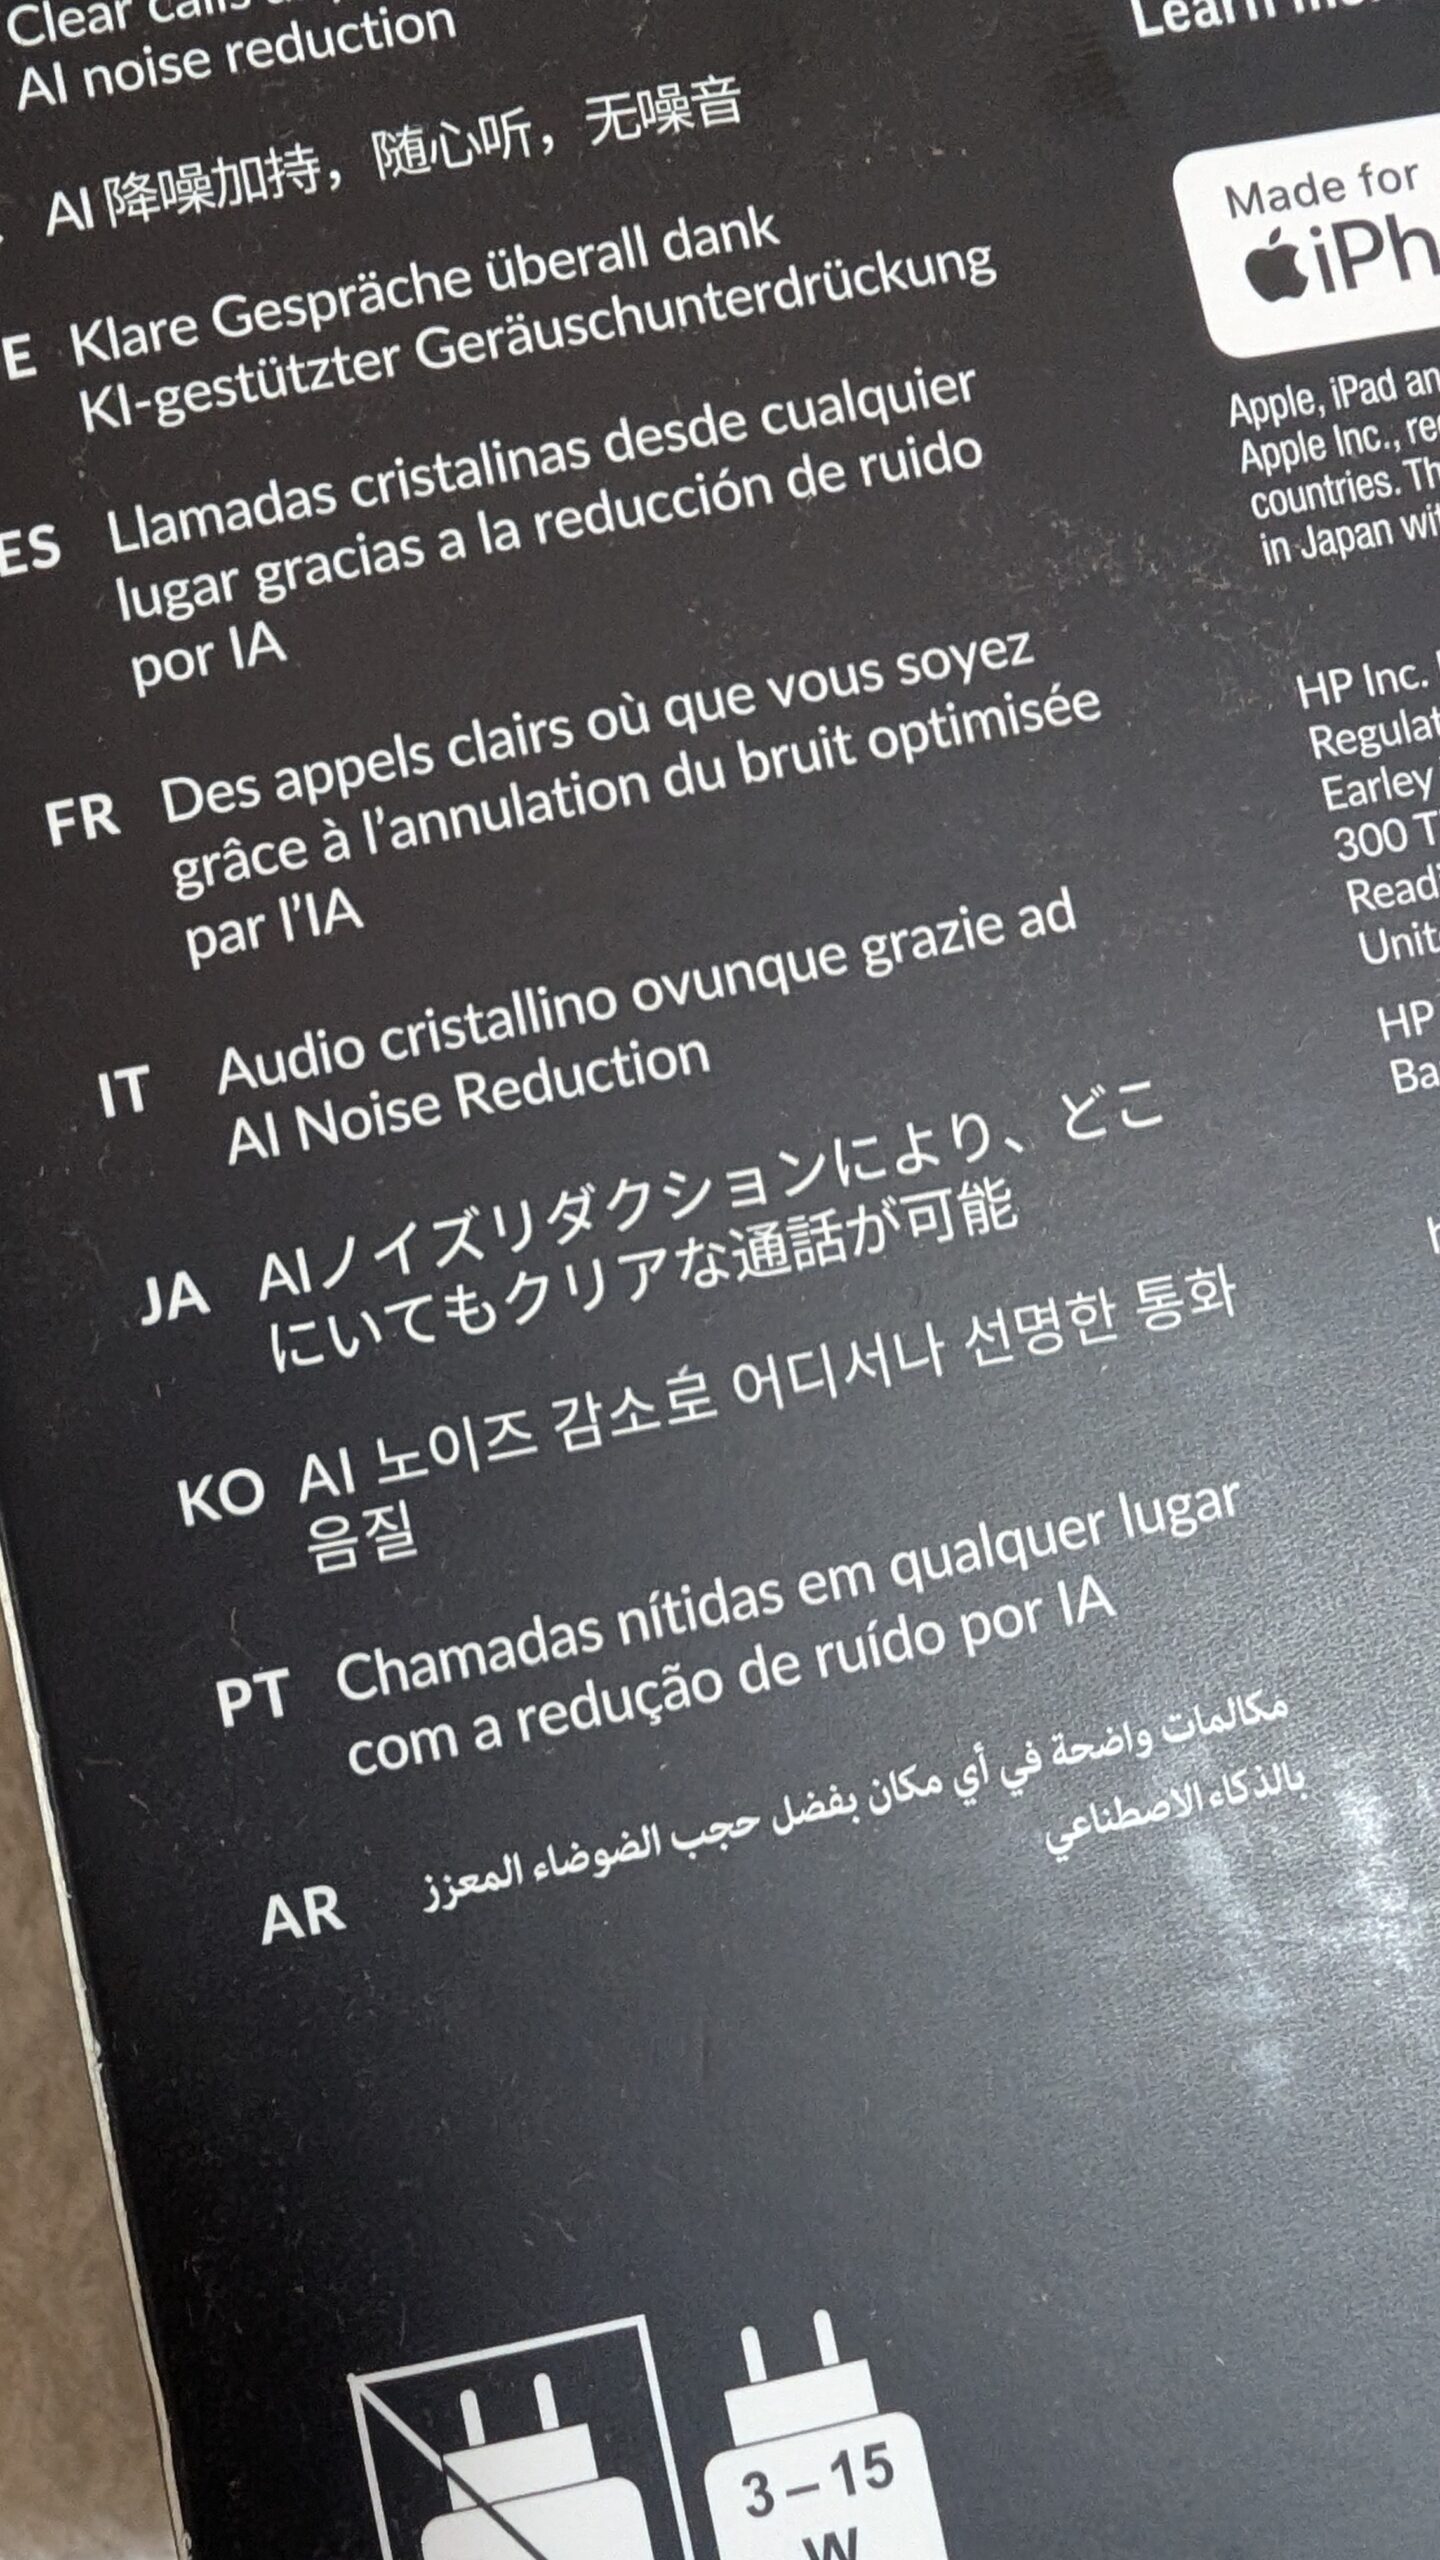 Clear
AI noise reduction
AI 降噪加持，随心听，无噪音
E Klare Gespräche überall dank
KI-gestützter Geräuschunterdrückung
ES Llamadas cristalinas desde cualquier
lugar gracias a la reducción de ruido
por IA
FR Des appels clairs où que vous soyez
grâce à l’annulation du bruit optimisée
par l’IA
IT Audio cristallino ovunque grazie ad
AI Noise Reduction
JA AIノイズリダクションにより、どこ
にいてもクリアな通話が可能
KO AI 노이즈 감소로 어디서나 선명한 통화
음질
PT Chamadas nítidas em qualquer lugar
com a redução de ruído por IA
AR مكالمات واضحة في أي مكان بفضل حجب الضوضاء المعزز
بالذكاء الاصطناعي
3–15
W
Learn
Made for
iPh
Apple, iPad an
Apple Inc., re
countries. Th
in Japan wit
HP Inc.
Regulat
Earley
300 T
Readi
Unit
HP
Ba